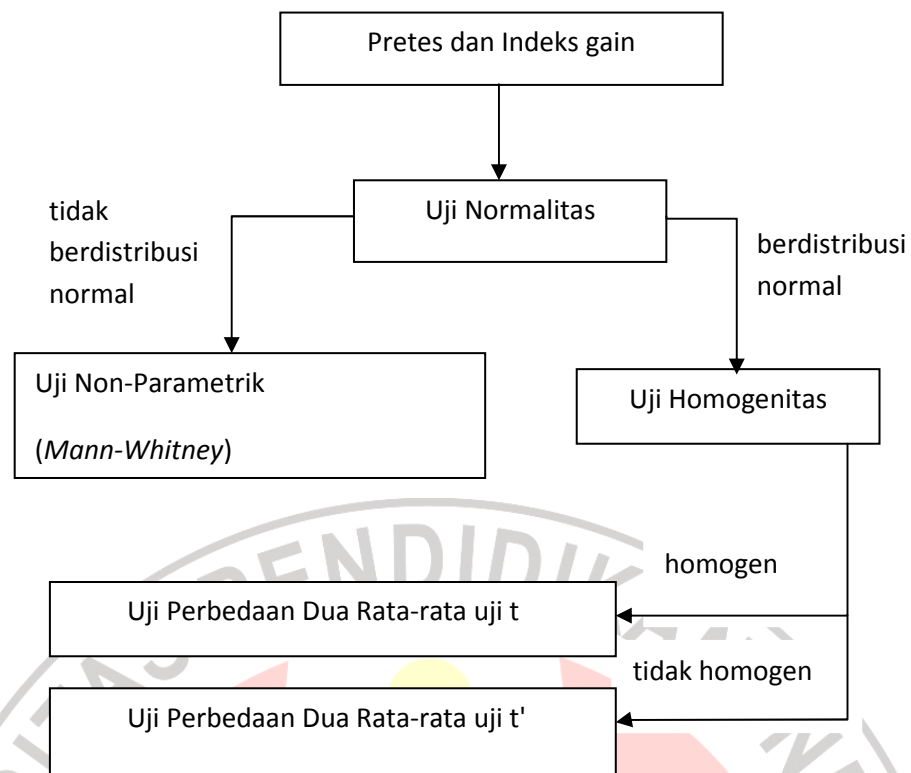 Pretes dan Indeks gain
Uji Normalitas
tidak
berdistribusi
normal
berdistribusi
normal
Uji Non-Parametrik
(Mann-Whitney)
Uji Homogenitas
homogen
Uji Perbedaan Dua Rata-rata uji t
tidak homogen
Uji Perbedaan Dua Rata-rata uji t'